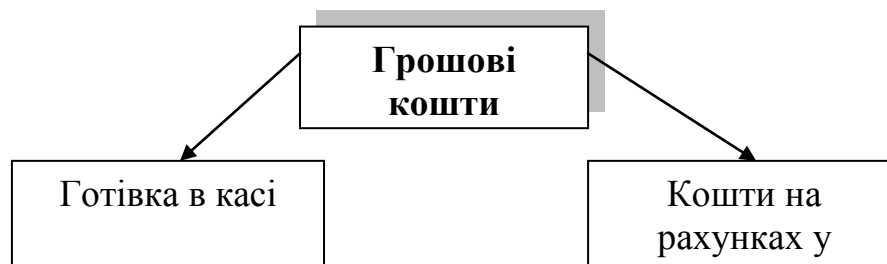 Грошові
кошти
Готівка в касі
Кошти на
рахунках у